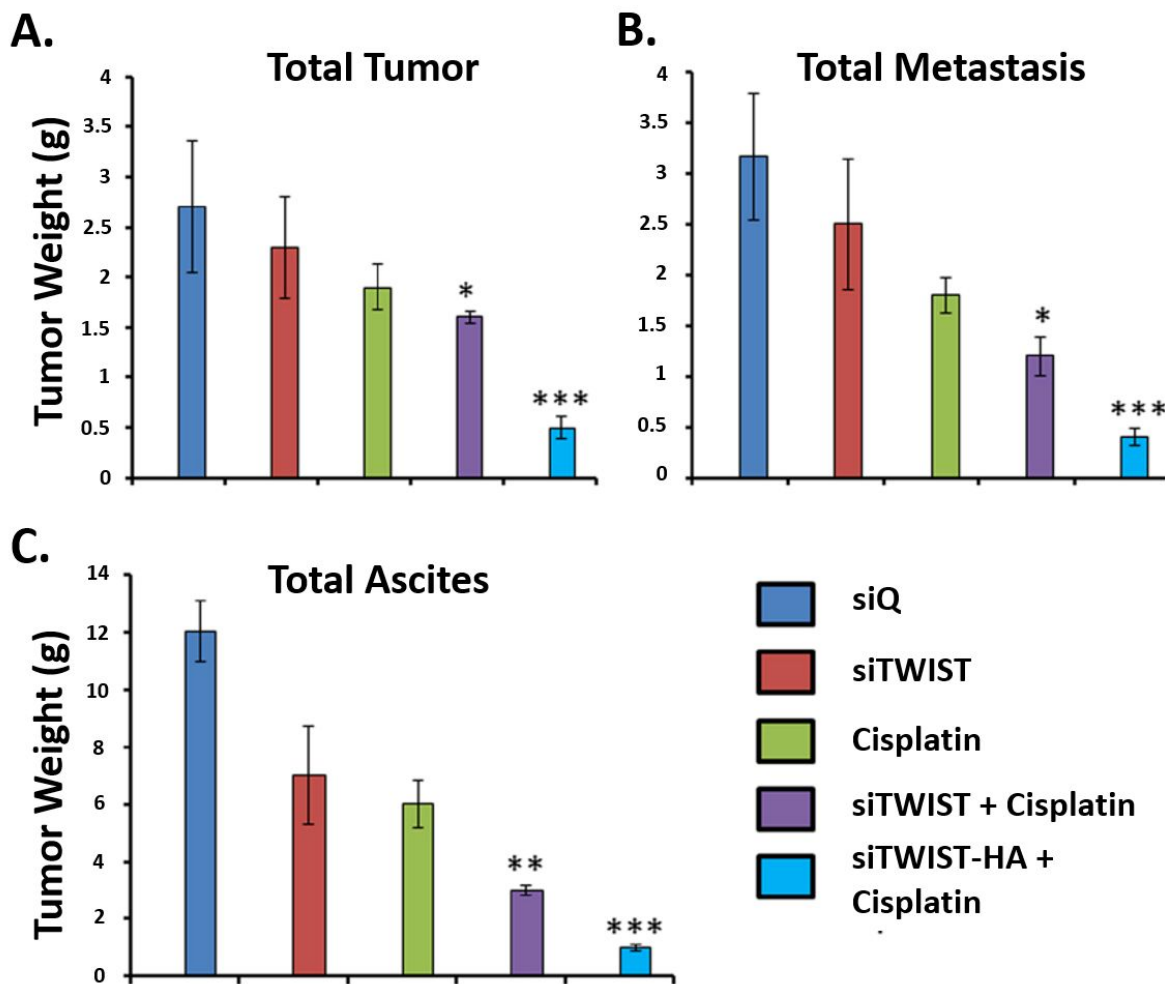 A.
Total Tumor
Tumor Weight (g)
4
3.5
3
2.5
2
1.5
1
0.5
0
*
***
B.
Total Metastasis
4
3.5
3
2.5
2
1.5
1
0.5
0
*
***
C.
Total Ascites
Tumor Weight (g)
14
12
10
8
6
4
2
0
**
***
siQ
siTWIST
Cisplatin
siTWIST + Cisplatin
siTWIST-HA +
Cisplatin